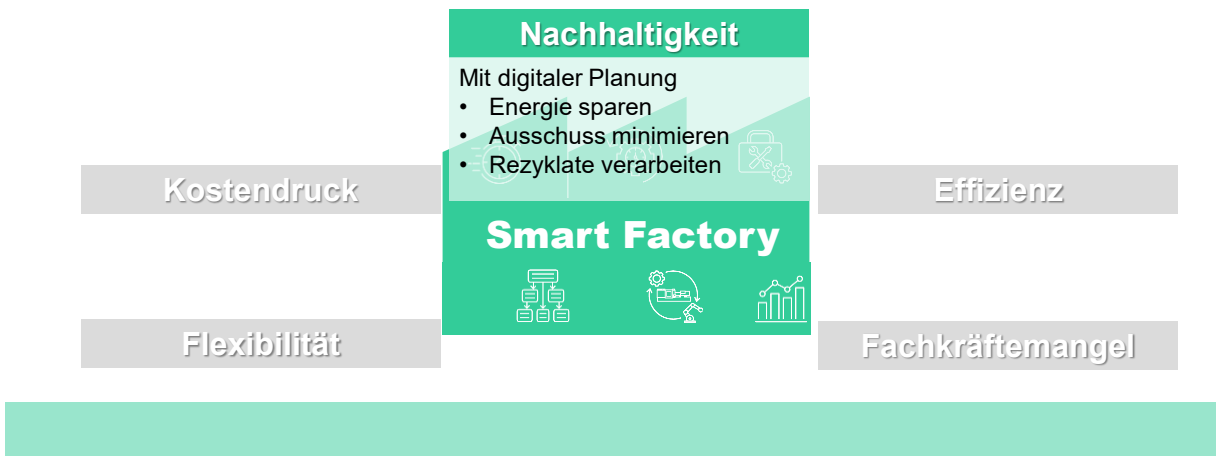 Nachhaltigkeit
Mit digitaler Planung
• Energie sparen
• Ausschuss minimieren
• Rezyklate verarbeiten
Kostendruck
Effizienz
Smart Factory
Flexibilität
Fachkräftemangel